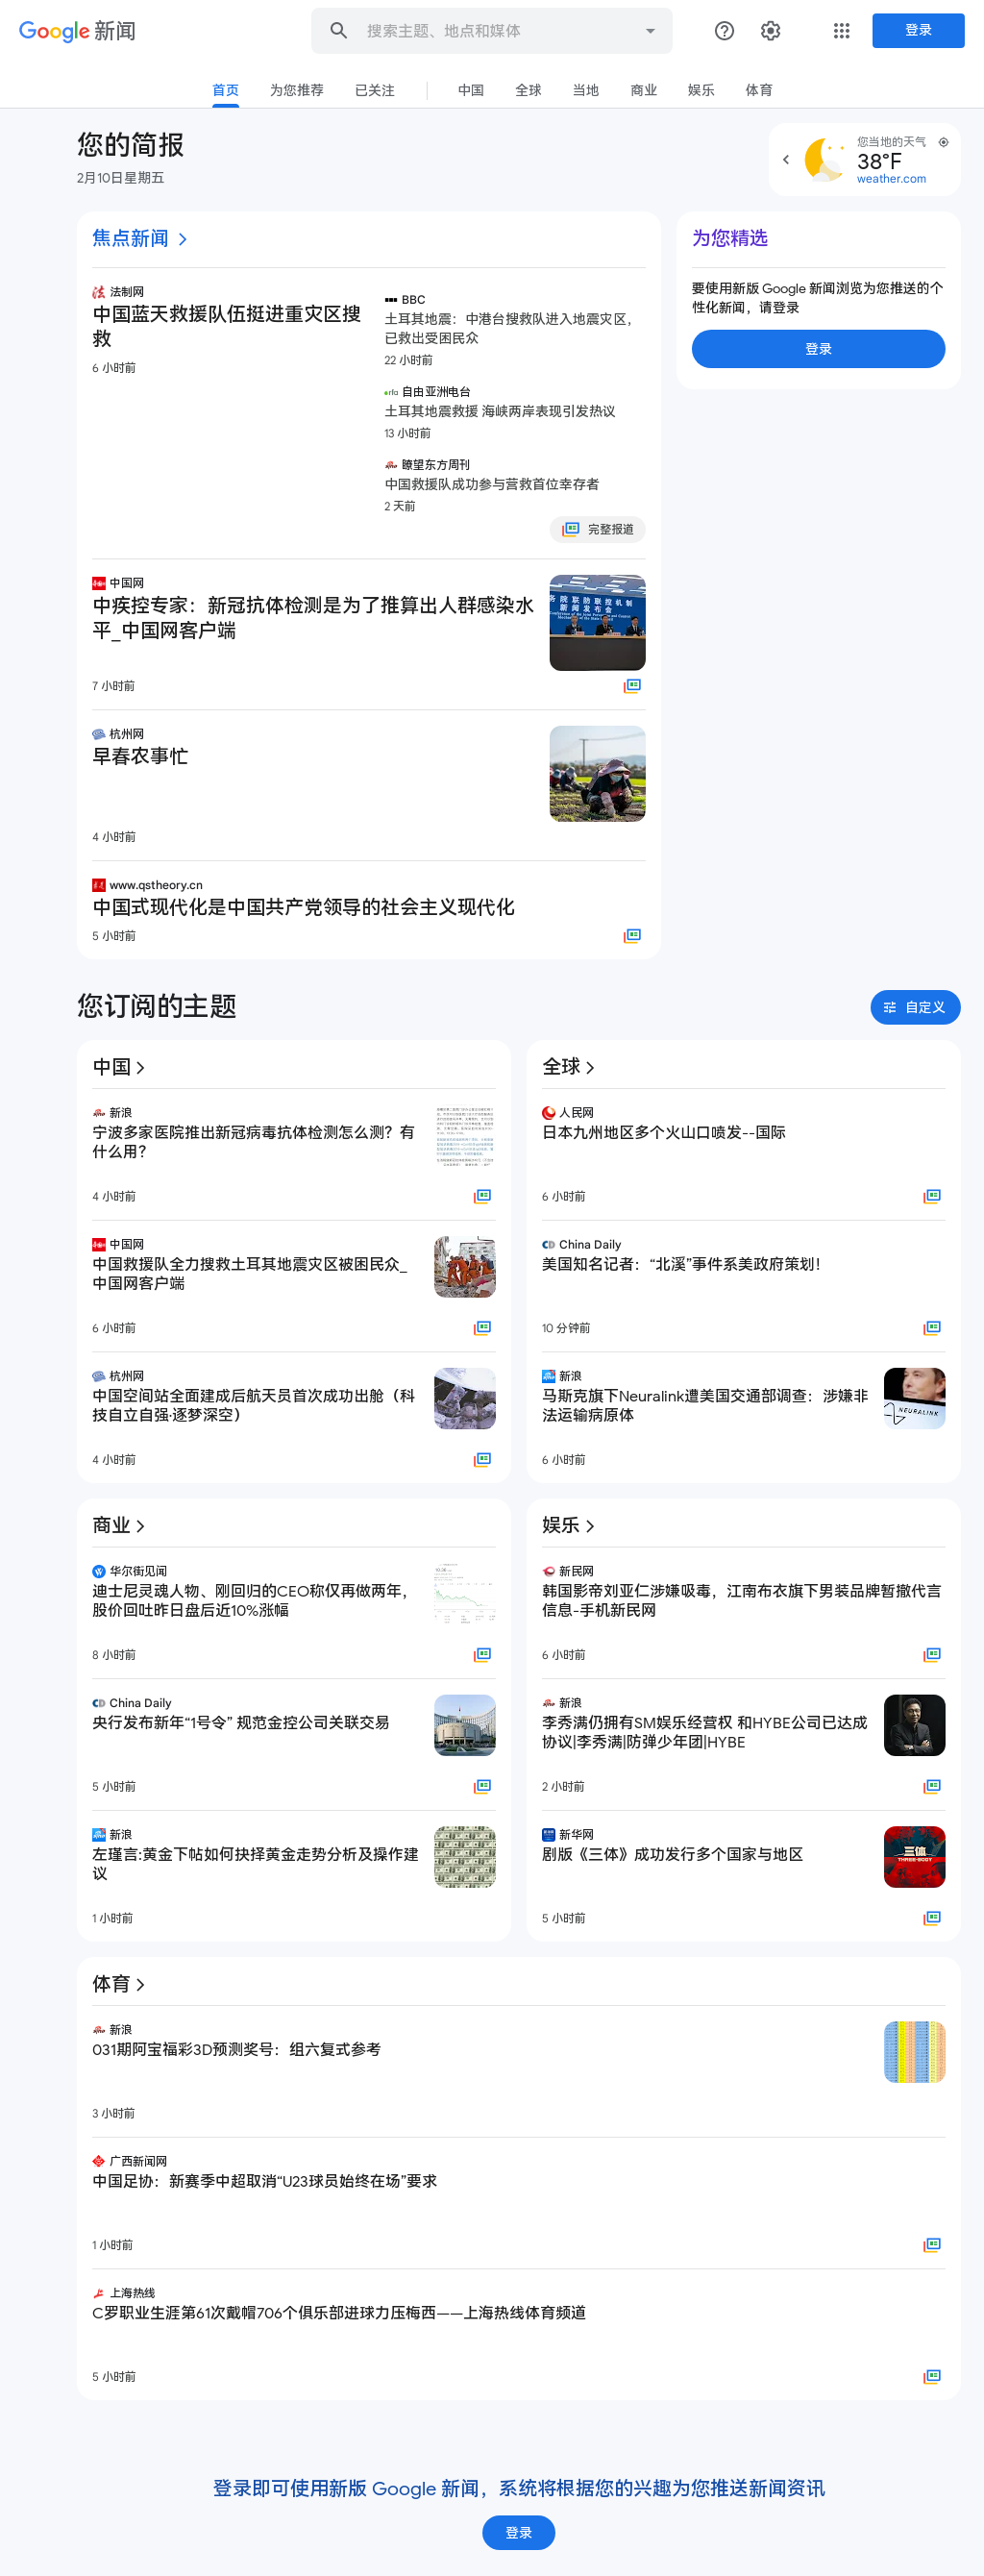 Google 新闻
搜索主题、地点和媒体
登录
首页
为您推荐
已关注
中国
全球
当地
商业
娱乐
体育
您的简报
2月10日星期五
您当地的天气
38°F
weather.com
焦点新闻
法制网
中国蓝天救援队伍挺进重灾区搜
救
6 小时前
BBC
土耳其地震：中港台搜救队进入地震灾区，
已救出受困民众
22 小时前
自由亚洲电台
土耳其地震救援 海峡两岸表现引发热议
13 小时前
瞭望东方周刊
中国救援队成功参与营救首位幸存者
2 天前
完整报道
中国网
中疾控专家：新冠抗体检测是为了推算出人群感染水
平_中国网客户端
7 小时前
杭州网
早春农事忙
4 小时前
www.qstheory.cn
中国式现代化是中国共产党领导的社会主义现代化
5 小时前
为您精选
要使用新版 Google 新闻浏览为您推送的个
性化新闻，请登录
登录
您订阅的主题
自定义
中国
新浪
宁波多家医院推出新冠病毒抗体检测怎么测？有
什么用？
4 小时前
中国网
中国救援队全力搜救土耳其地震灾区被困民众_
中国网客户端
6 小时前
杭州网
中国空间站全面建成后航天员首次成功出舱（科
技自立自强·逐梦深空）
4 小时前
全球
人民网
日本九州地区多个火山口喷发--国际
6 小时前
China Daily
美国知名记者：“北溪”事件系美政府策划！
10 分钟前
新浪
马斯克旗下Neuralink遭美国交通部调查：涉嫌非
法运输病原体
NEURALINK
6 小时前
商业
华尔街见闻
迪士尼灵魂人物、刚回归的CEO称仅再做两年，
股价回吐昨日盘后近10%涨幅
8 小时前
China Daily
央行发布新年“1号令” 规范金控公司关联交易
5 小时前
新浪
左瑾言:黄金下帖如何抉择黄金走势分析及操作建
议
1 小时前
娱乐
新民网
韩国影帝刘亚仁涉嫌吸毒，江南布衣旗下男装品牌暂撤代言
信息-手机新民网
6 小时前
新浪
李秀满仍拥有SM娱乐经营权 和HYBE公司已达成
协议|李秀满|防弹少年团|HYBE
2 小时前
新华网
剧版《三体》成功发行多个国家与地区
三体
THREE-BODY
5 小时前
体育
新浪
031期阿宝福彩3D预测奖号：组六复式参考
3 小时前
广西新闻网
中国足协：新赛季中超取消“U23球员始终在场”要求
1 小时前
上海热线
C罗职业生涯第61次戴帽706个俱乐部进球力压梅西——上海热线体育频道
5 小时前
登录即可使用新版 Google 新闻，系统将根据您的兴趣为您推送新闻资讯
登录